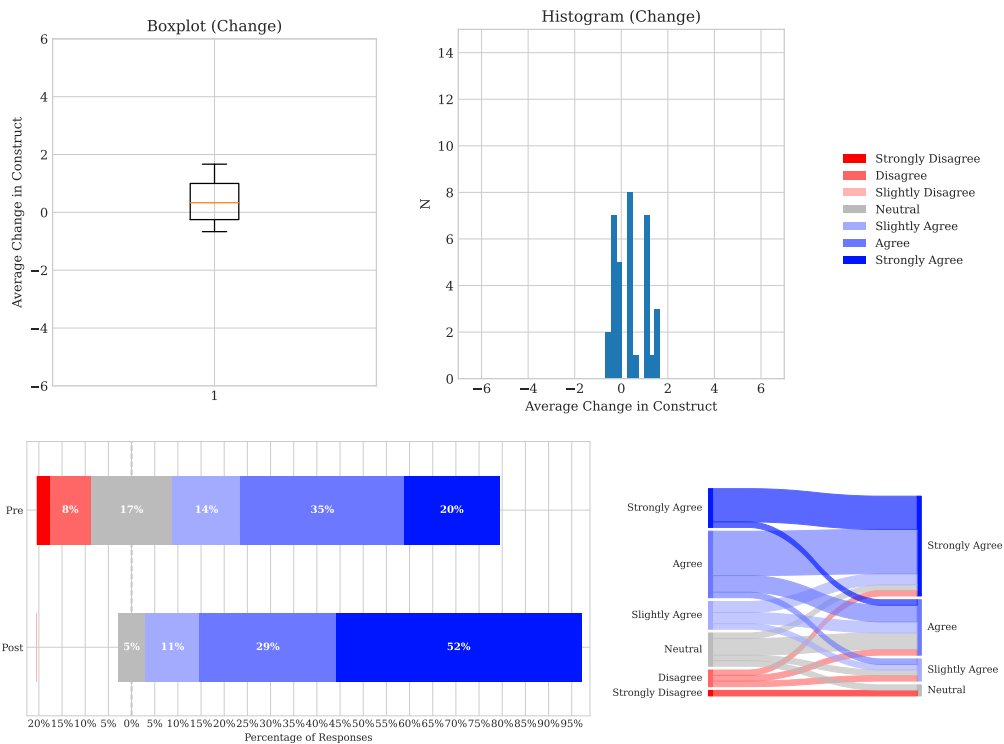 Boxplot (Change)
6
4
2
0
−2
−4
−6
Average Change in Construct
1
Histogram (Change)
14
12
10
8
6
4
2
0
N
−6 −4 −2 0 2 4 6
Average Change in Construct
Strongly Disagree
Disagree
Slightly Disagree
Neutral
Slightly Agree
Agree
Strongly Agree
Pre 8% 17% 14% 35% 20%
Post 5% 11% 29% 52%
20% 15% 10% 5% 0% 5% 10% 15% 20% 25% 30% 35% 40% 45% 50% 55% 60% 65% 70% 75% 80% 85% 90% 95%
Percentage of Responses
Strongly Agree
Agree
Slightly Agree
Neutral
Disagree
Strongly Disagree
Strongly Agree
Agree
Slightly Agree
Neutral